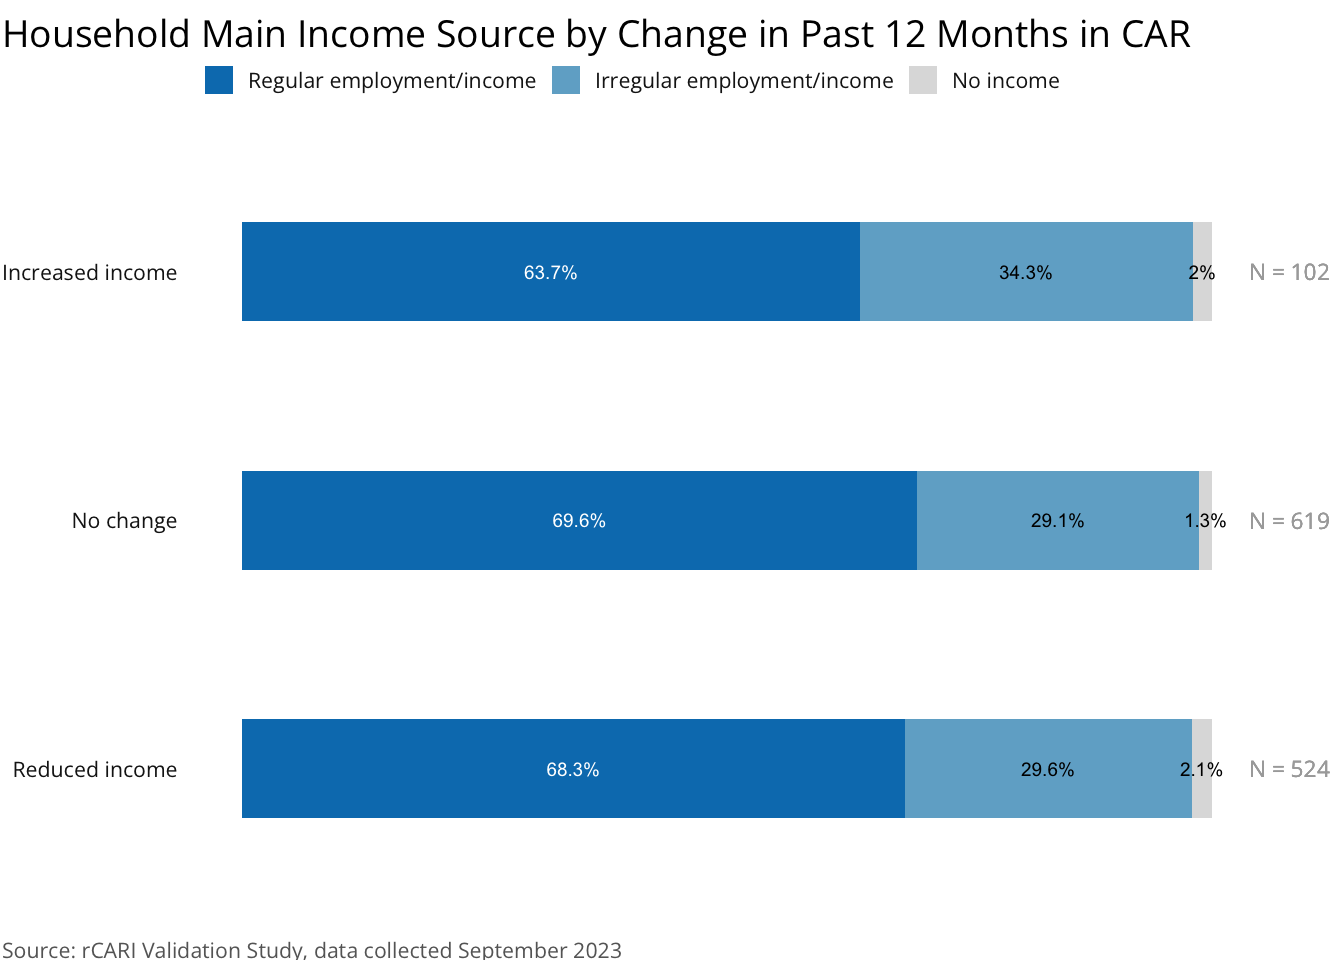 Household Main Income Source by Change in Past 12 Months in CAR
Regular employment/income Irregular employment/income No income
Increased income 63.7% 34.3% 2% N = 102
No change 69.6% 29.1% 1.3% N = 619
Reduced income 68.3% 29.6% 2.1% N = 524
Source: rCARI Validation Study, data collected September 2023